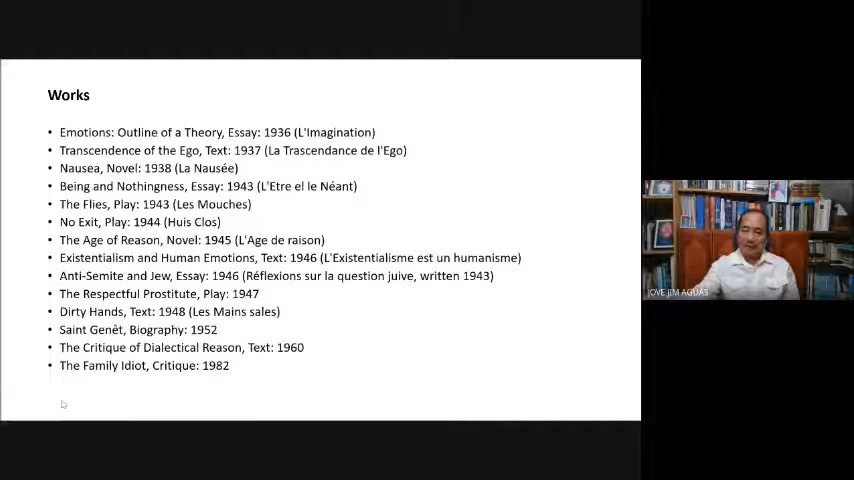 Works
• Emotions: Outline of a Theory, Essay: 1936 (L'Imagination)
• Transcendence of the Ego, Text: 1937 (La Trascendance de l'Ego)
• Nausea, Novel: 1938 (La Nausée)
• Being and Nothingness, Essay: 1943 (L'Etre el le Néant)
• The Flies, Play: 1943 (Les Mouches)
• No Exit, Play: 1944 (Huis Clos)
• The Age of Reason, Novel: 1945 (L'Age de raison)
• Existentialism and Human Emotions, Text: 1946 (L'Existentialisme est un humanisme)
• Anti-Semite and Jew, Essay: 1946 (Réflexions sur la question juive, written 1943)
• The Respectful Prostitute, Play: 1947
• Dirty Hands, Text: 1948 (Les Mains sales)
• Saint Genêt, Biography: 1952
• The Critique of Dialectical Reason, Text: 1960
• The Family Idiot, Critique: 1982
JOVE JIM AGUAS